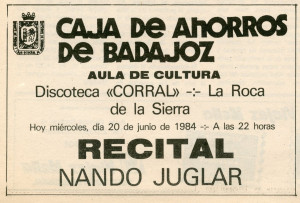 CAJA DE AHORROS
DE BADAJOZ
AULA DE CULTURA
Discoteca «CORRAL» -:- La Roca
de la Sierra
Hoy miércoles, día 20 de junio de 1984 -:- A las 22 horas
RECITAL
NANDO JUGLAR